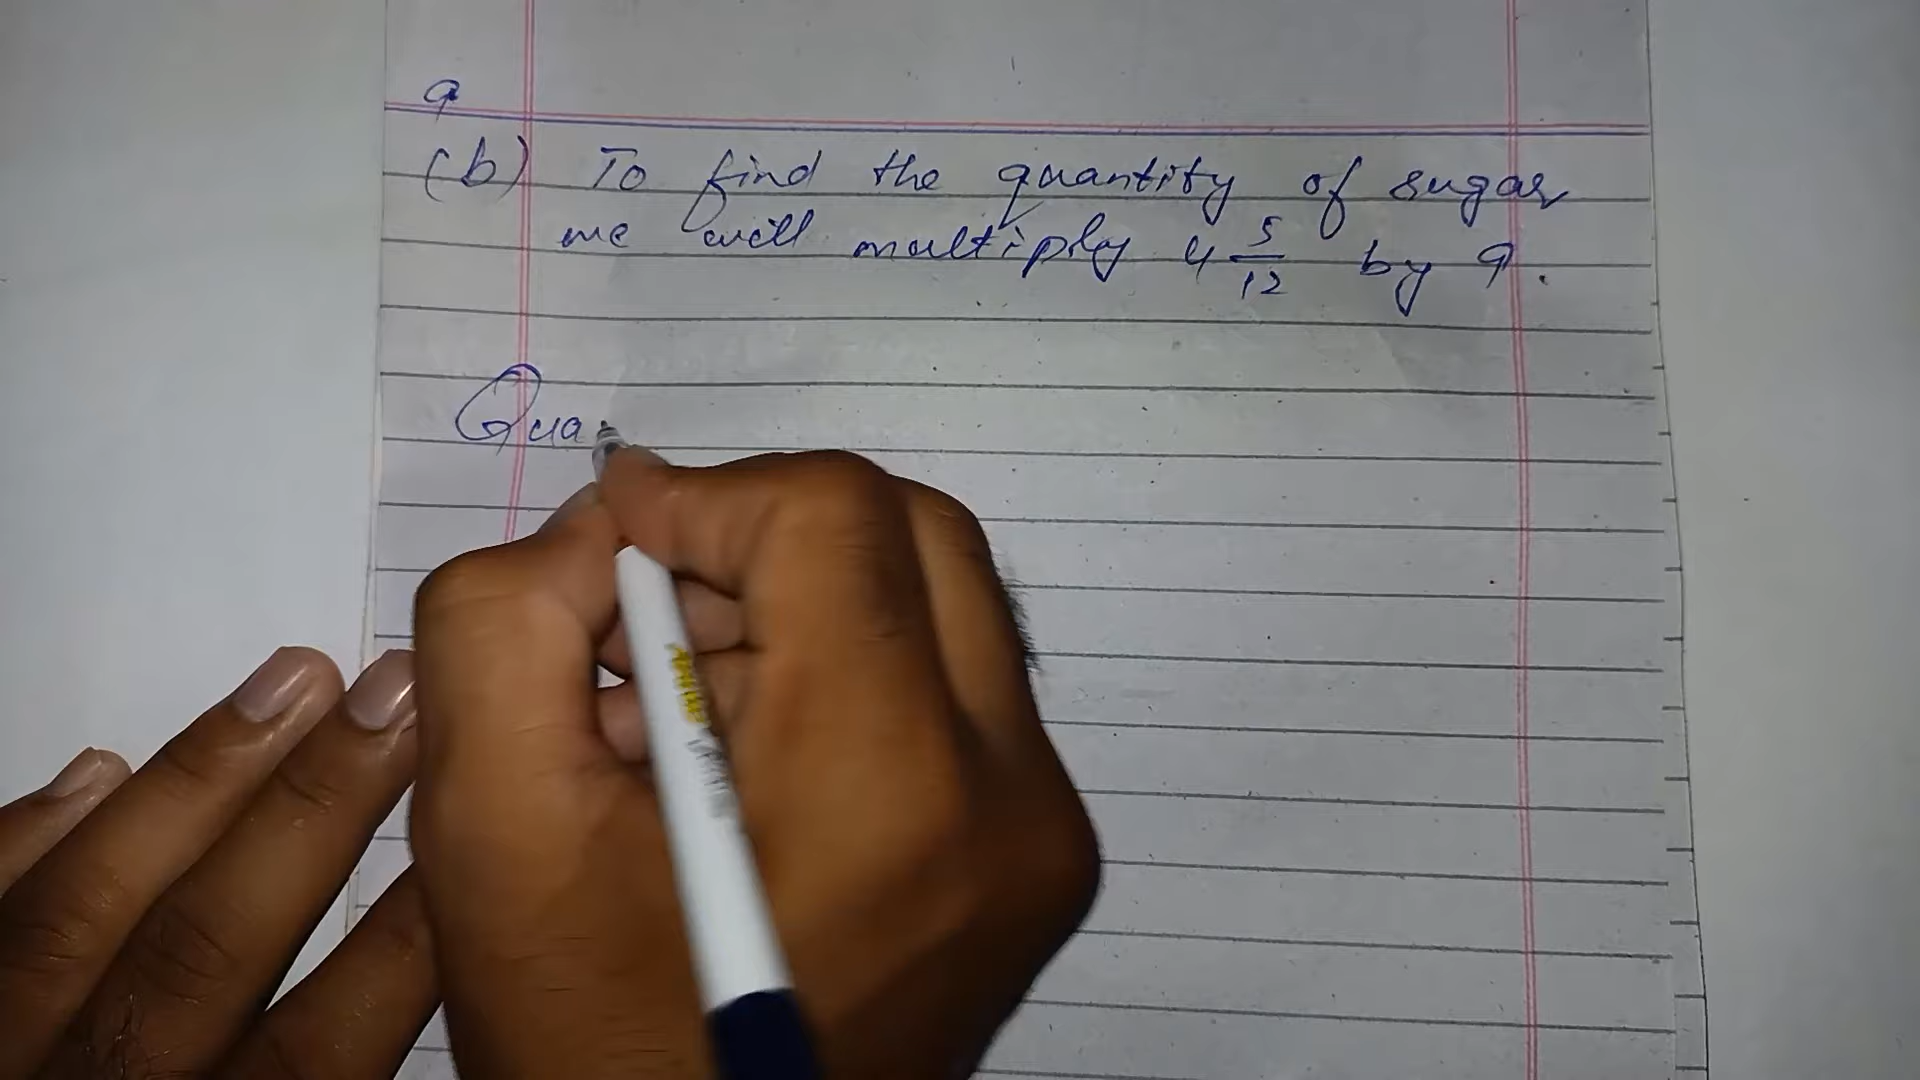 9
(b) To find the quantity of sugar
we will multiply 4 5/12 by 9.
Qua